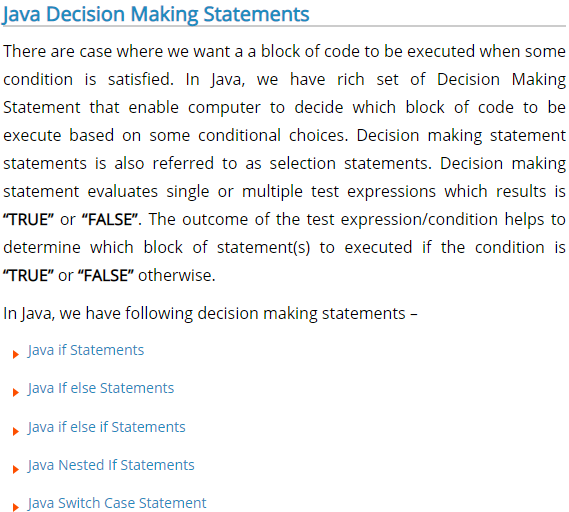 Java Decision Making Statements
There are case where we want a a block of code to be executed when some
condition is satisfied. In Java, we have rich set of Decision Making
Statement that enable computer to decide which block of code to be
execute based on some conditional choices. Decision making statement
statements is also referred to as selection statements. Decision making
statement evaluates single or multiple test expressions which results is
“TRUE” or “FALSE”. The outcome of the test expression/condition helps to
determine which block of statement(s) to executed if the condition is
“TRUE” or “FALSE” otherwise.
In Java, we have following decision making statements –
Java if Statements
Java If else Statements
Java if else if Statements
Java Nested If Statements
Java Switch Case Statement